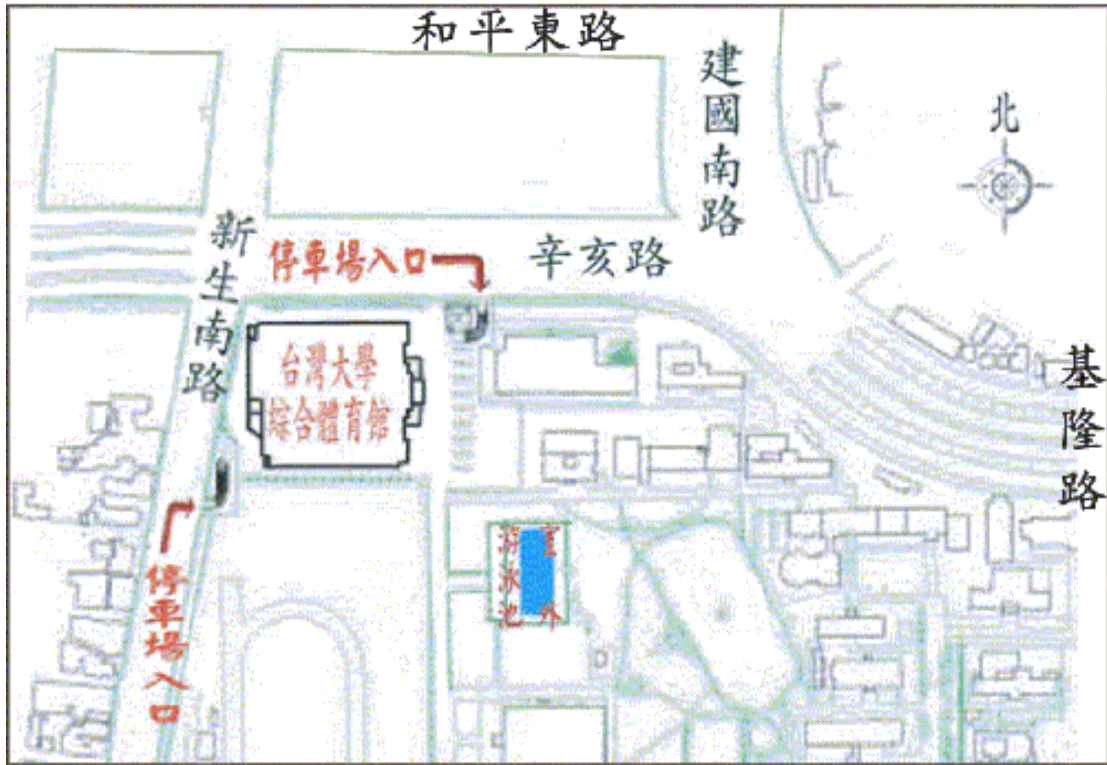 和平東路
建國南路
北
新生南路
停車場入口
辛亥路
台灣大學
綜合體育館
基隆路
停車場入口
室外
游泳池